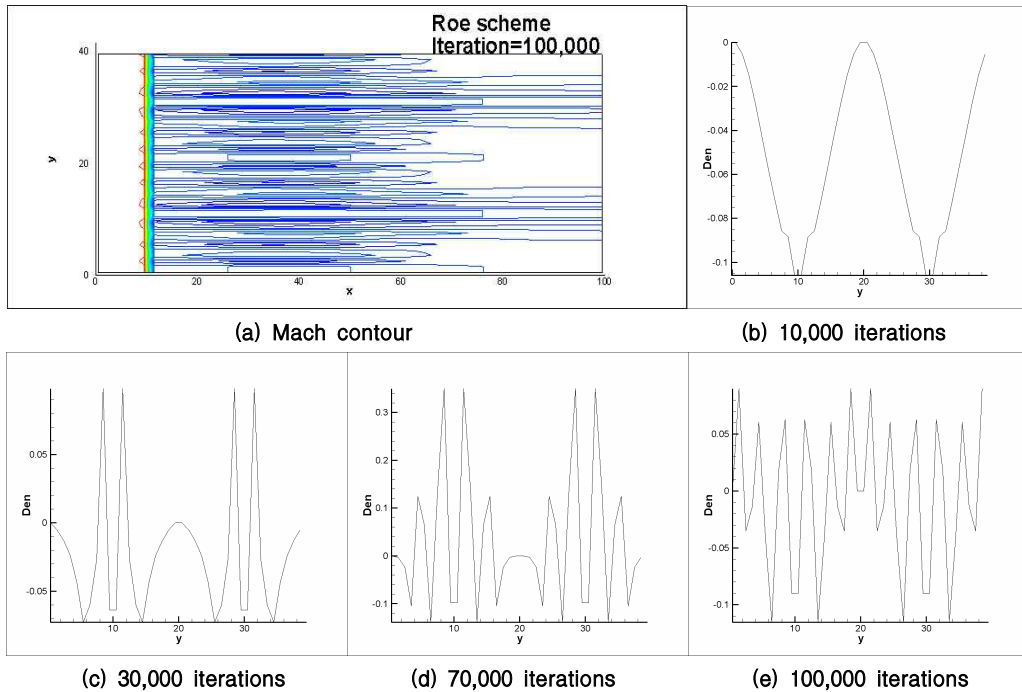 Roe scheme
Iteration=100,000
40
20
0
y
0
20
40
60
80
100
x
(a) Mach contour
0
-0.02
-0.04
-0.06
-0.08
-0.1
Den
0
10
20
30
y
(b) 10,000 iterations
0.05
0
-0.05
Den
10
20
30
y
(c) 30,000 iterations
0.3
0.2
0.1
0
-0.1
Den
10
20
30
y
(d) 70,000 iterations
0.05
0
-0.05
-0.1
Den
10
20
30
y
(e) 100,000 iterations